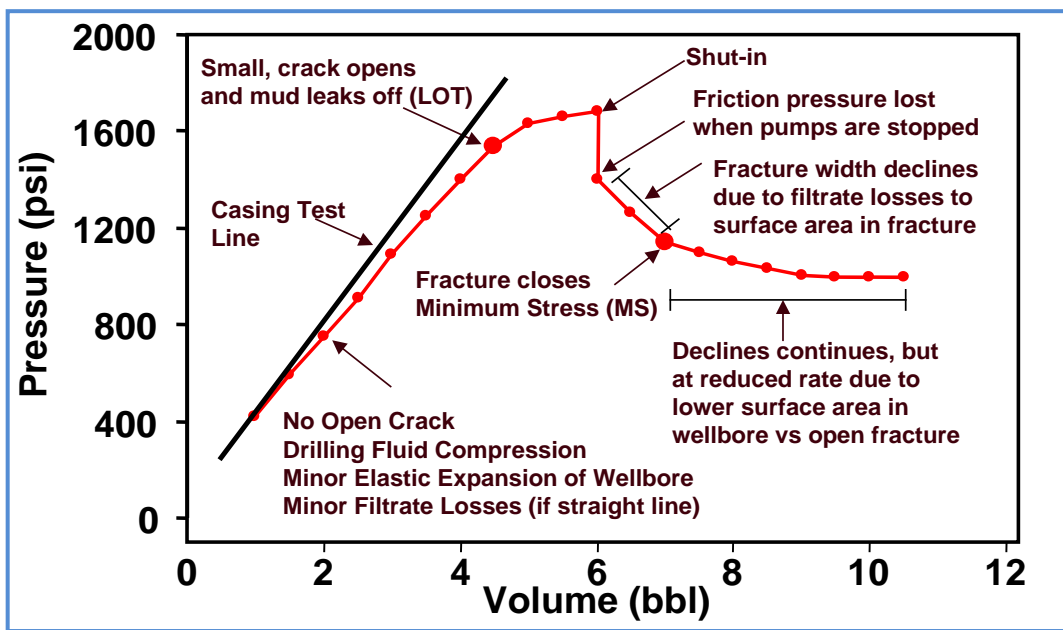 2000
1600
1200
800
400
0
Pressure (psi)
Small, crack opens
and mud leaks off (LOT)
Shut-in
Friction pressure lost
when pumps are stopped
Fracture width declines
due to filtrate losses to
surface area in fracture
Casing Test
Line
Fracture closes
Minimum Stress (MS)
Declines continues, but
at reduced rate due to
lower surface area in
wellbore vs open fracture
No Open Crack
Drilling Fluid Compression
Minor Elastic Expansion of Wellbore
Minor Filtrate Losses (if straight line)
0 2 4 6 8 10 12
Volume (bbl)